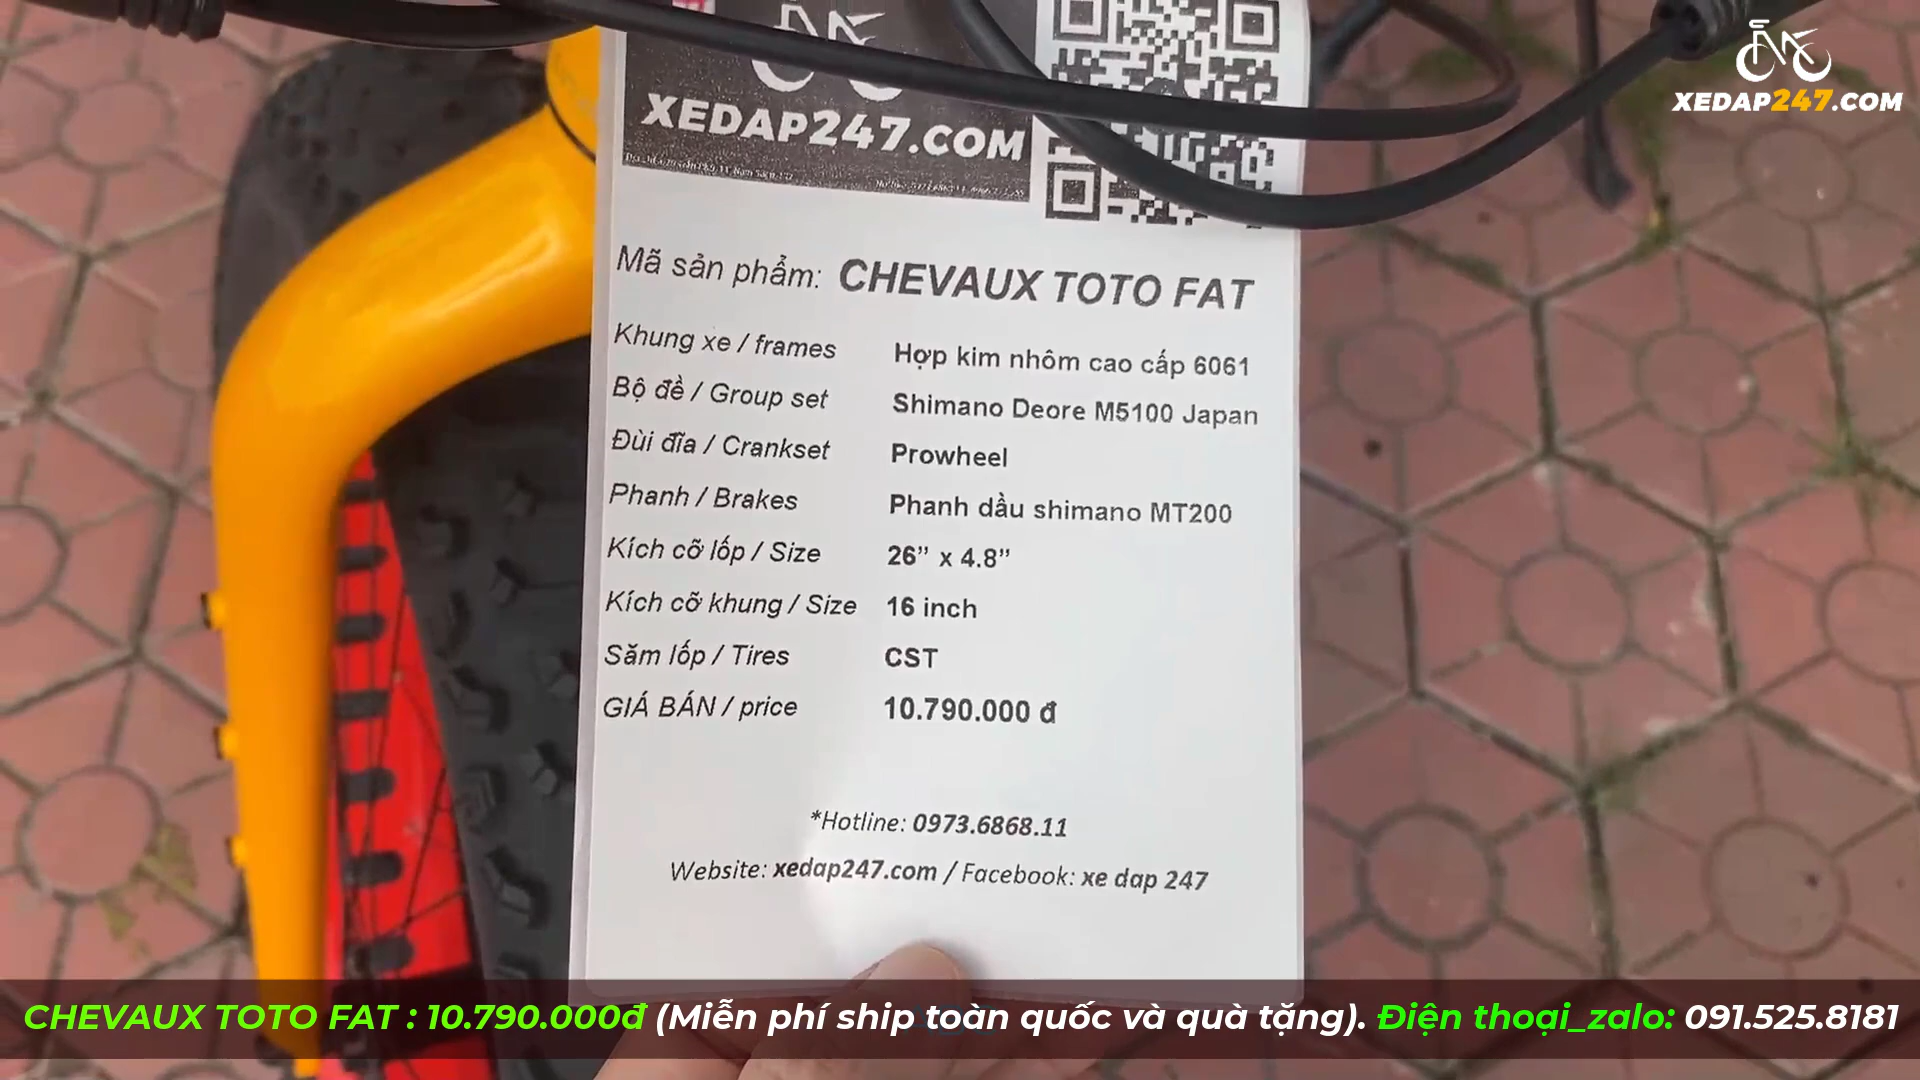 XEDAP247.COM
XEDAP247.COM
Mã sản phẩm: CHEVAUX TOTO FAT
Khung xe / frames Hợp kim nhôm cao cấp 6061
Bộ đề / Group set Shimano Deore M5100 Japan
Đùi đĩa / Crankset Prowheel
Phanh / Brakes Phanh dầu shimano MT200
Kích cỡ lốp / Size 26” x 4.8”
Kích cỡ khung / Size 16 inch
Săm lốp / Tires CST
GIÁ BÁN / price 10.790.000 đ
*Hotline: 0973.6868.11
Website: xedap247.com / Facebook: xe dap 247
CHEVAUX TOTO FAT : 10.790.000đ (Miễn phí ship toàn quốc và quà tặng). Điện thoại_zalo: 091.525.8181